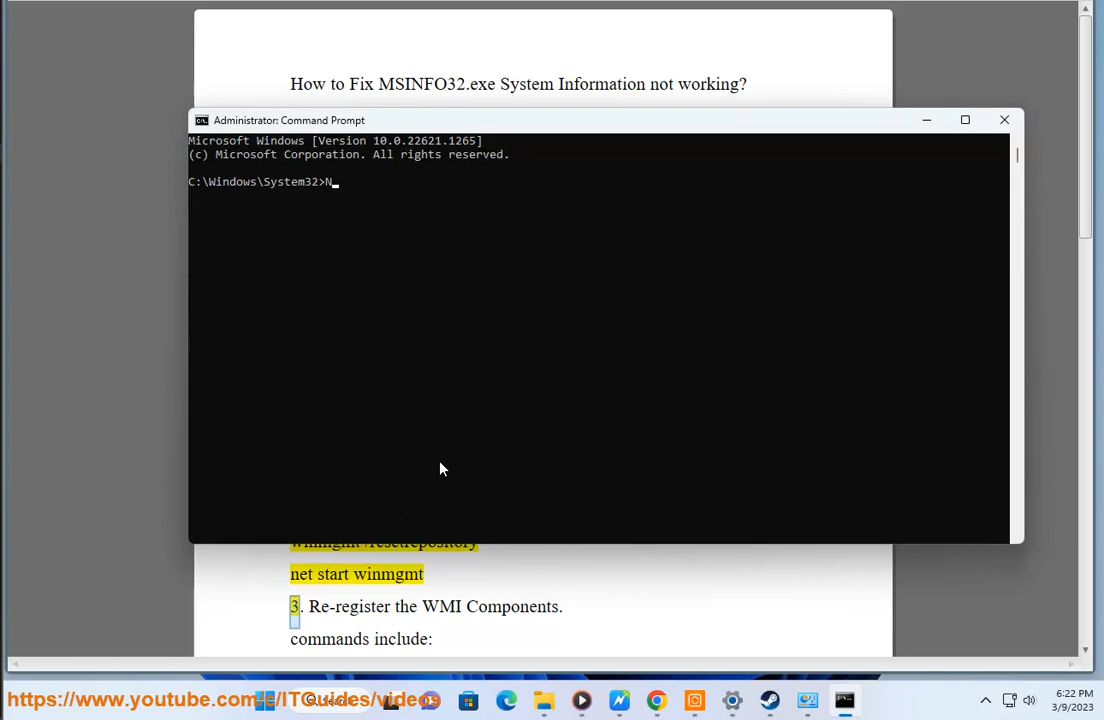 How to Fix MSINFO32.exe System Information not working?
Administrator: Command Prompt
Microsoft Windows [Version 10.0.22621.1265]
(c) Microsoft Corporation. All rights reserved.
C:\Windows\System32>N
winmgmt /resetrepository
net start winmgmt
3. Re-register the WMI Components.
commands include:
https://www.youtube.com/c/ITGuides/videos
6:22 PM
3/9/2023